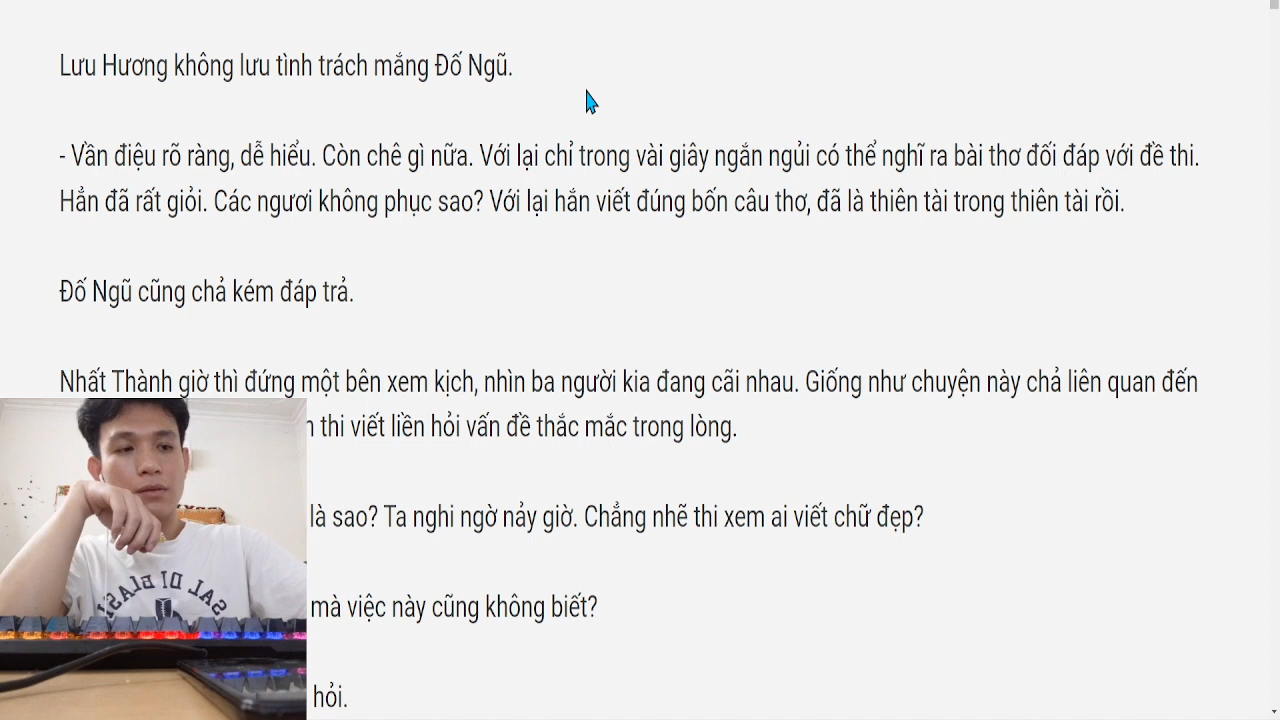 Lưu Hương không lưu tình trách mắng Đố Ngũ.
- Vần điệu rõ ràng, dễ hiểu. Còn chê gì nữa. Với lại chỉ trong vài giây ngắn ngủi có thể nghĩ ra bài thơ đối đáp với đề thi.
Hẳn đã rất giỏi. Các ngươi không phục sao? Với lại hắn viết đúng bốn câu thơ, đã là thiên tài trong thiên tài rồi.
Đố Ngũ cũng chả kém đáp trả.
Nhất Thành giờ thì đứng một bên xem kịch, nhìn ba người kia đang cãi nhau. Giống như chuyện này chả liên quan đến
thi viết liền hỏi vấn đề thắc mắc trong lòng.
là sao? Ta nghi ngờ nảy giờ. Chẳng nhẽ thi xem ai viết chữ đẹp?
SAL DI BLASI
mà việc này cũng không biết?
hỏi.